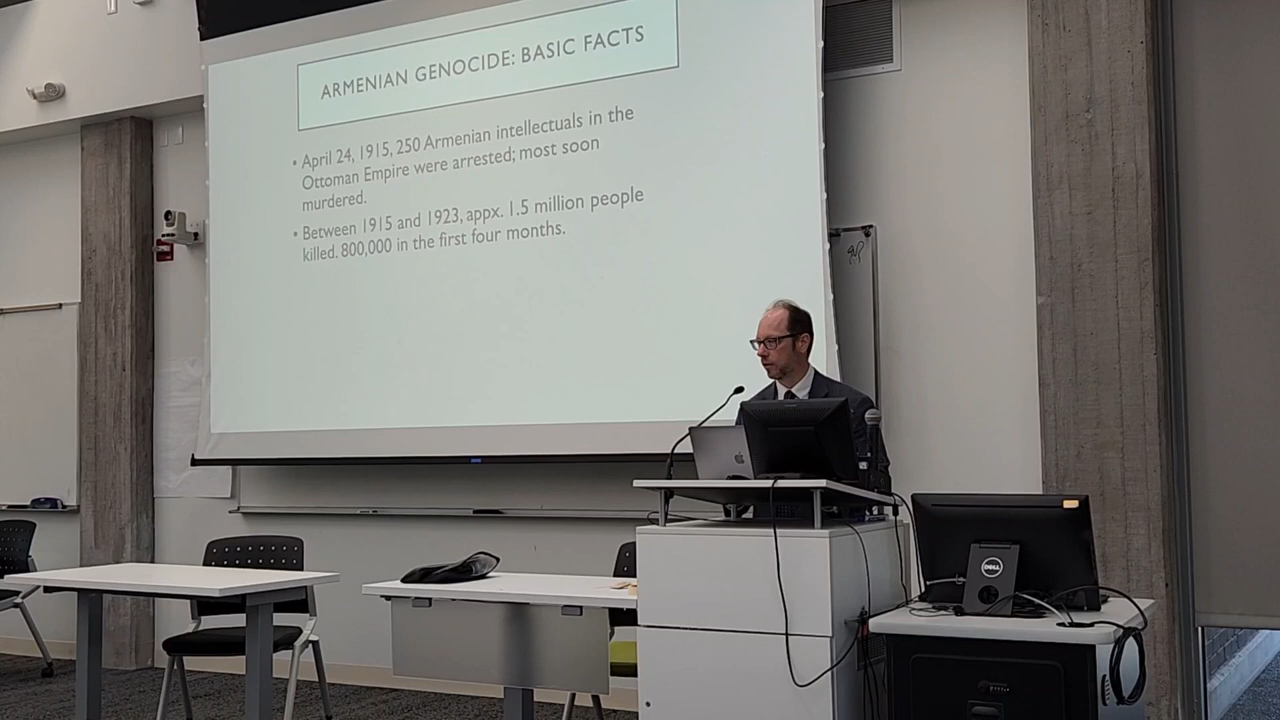 ARMENIAN GENOCIDE: BASIC FACTS
• April 24, 1915, 250 Armenian intellectuals in the
Ottoman Empire were arrested; most soon
murdered.
• Between 1915 and 1923, appx. 1.5 million people
killed. 800,000 in the first four months.
DELL